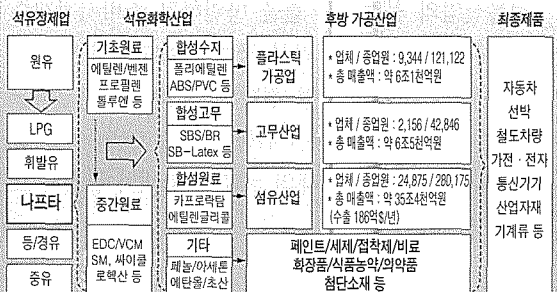 석유정제업
석유화학산업
후방 가공산업
최종제품
원유
LPG
휘발유
나프타
등/경유
중유
기초원료
에틸렌/벤젠
프로필렌
톨루엔 등
중간원료
EDC/VCM
SM, 싸이클
로헥산 등
합성수지
폴리에틸렌
ABS/PVC 등
합성고무
SBS/BR
SB-Latex 등
합섬원료
카프로락탐
에틸렌글리콜
기타
페놀/아세톤
에탄올/초산
플라스틱
가공업
* 업체 / 종업원 : 9,344 / 121,122
* 총 매출액 : 약 6조1천억원
고무산업
* 업체 / 종업원 : 2,156 / 42,846
* 총 매출액 : 약 6조5천억원
섬유산업
* 업체 / 종업원 : 24,875 / 280,175
* 총 매출액 : 약 35조4천억원
(수출 186억$/년)
페인트/세제/접착제/비료
화장품/식품농약/의약품
첨단소재 등
자동차
선박
철도차량
가전 · 전자
통신기기
산업자재
기계류 등